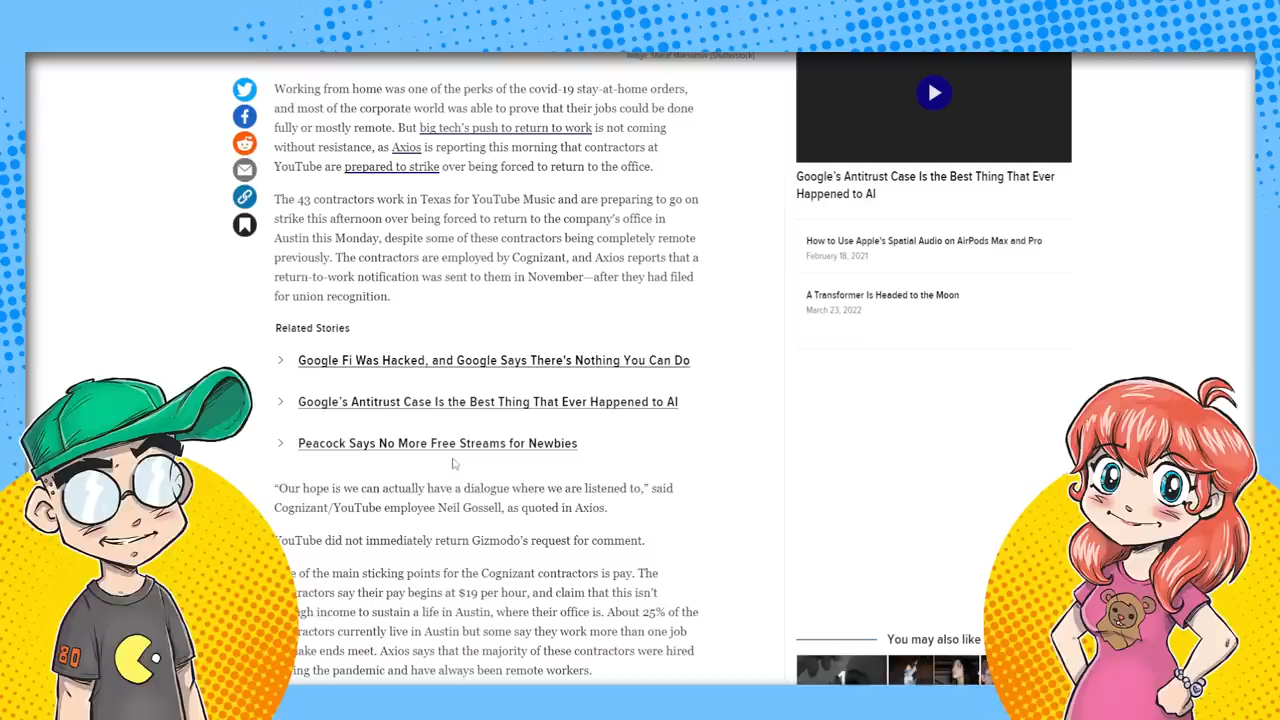 Working from home was one of the perks of the covid-19 stay-at-home orders,
and most of the corporate world was able to prove that their jobs could be done
fully or mostly remote. But big tech's push to return to work is not coming
without resistance, as Axios is reporting this morning that contractors at
YouTube are prepared to strike over being forced to return to the office.
The 43 contractors work in Texas for YouTube Music and are preparing to go on
strike this afternoon over being forced to return to the company's office in
Austin this Monday, despite some of these contractors being completely remote
previously. The contractors are employed by Cognizant, and Axios reports that a
return-to-work notification was sent to them in November—after they had filed
for union recognition.
Related Stories
Google Fi Was Hacked, and Google Says There's Nothing You Can Do
Google's Antitrust Case Is the Best Thing That Ever Happened to AI
Peacock Says No More Free Streams for Newbies
“Our hope is we can actually have a dialogue where we are listened to,” said
Cognizant/YouTube employee Neil Gossell, as quoted in Axios.
YouTube did not immediately return Gizmodo's request for comment.
of the main sticking points for the Cognizant contractors is pay. The
say their pay begins at $19 per hour, and claim that this isn't
income to sustain a life in Austin, where their office is. About 25% of the
currently live in Austin but some say they work more than one job
ends meet. Axios says that the majority of these contractors were hired
the pandemic and have always been remote workers.
Google's Antitrust Case Is the Best Thing That Ever
Happened to AI
How to Use Apple's Spatial Audio on AirPods Max and Pro
February 18, 2021
A Transformer Is Headed to the Moon
March 23, 2022
You may also like
80